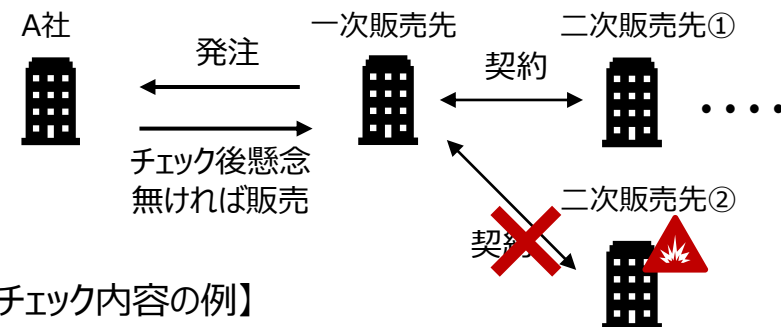 A社
一次販売先
二次販売先①
発注
契約
・・・・
チェック後懸念
無ければ販売
二次販売先②
契約
チェック内容の例】